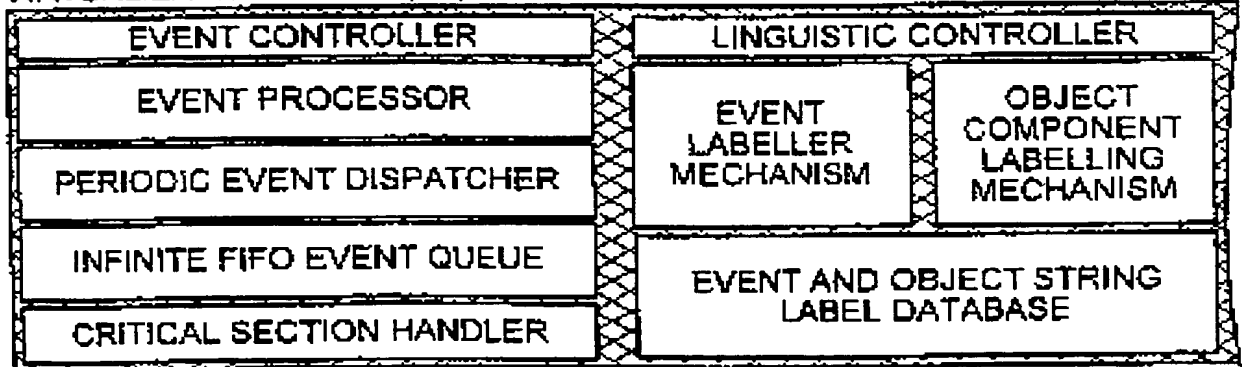 EVENT CONTROLLER
EVENT PROCESSOR
PERIODIC EVENT DISPATCHER
INFINITE FIFO EVENT QUEUE
CRITICAL SECTION HANDLER
LINGUISTIC CONTROLLER
EVENT
LABELLER
MECHANISM
OBJECT
COMPONENT
LABELLING
MECHANISM
EVENT AND OBJECT STRING
LABEL DATABASE